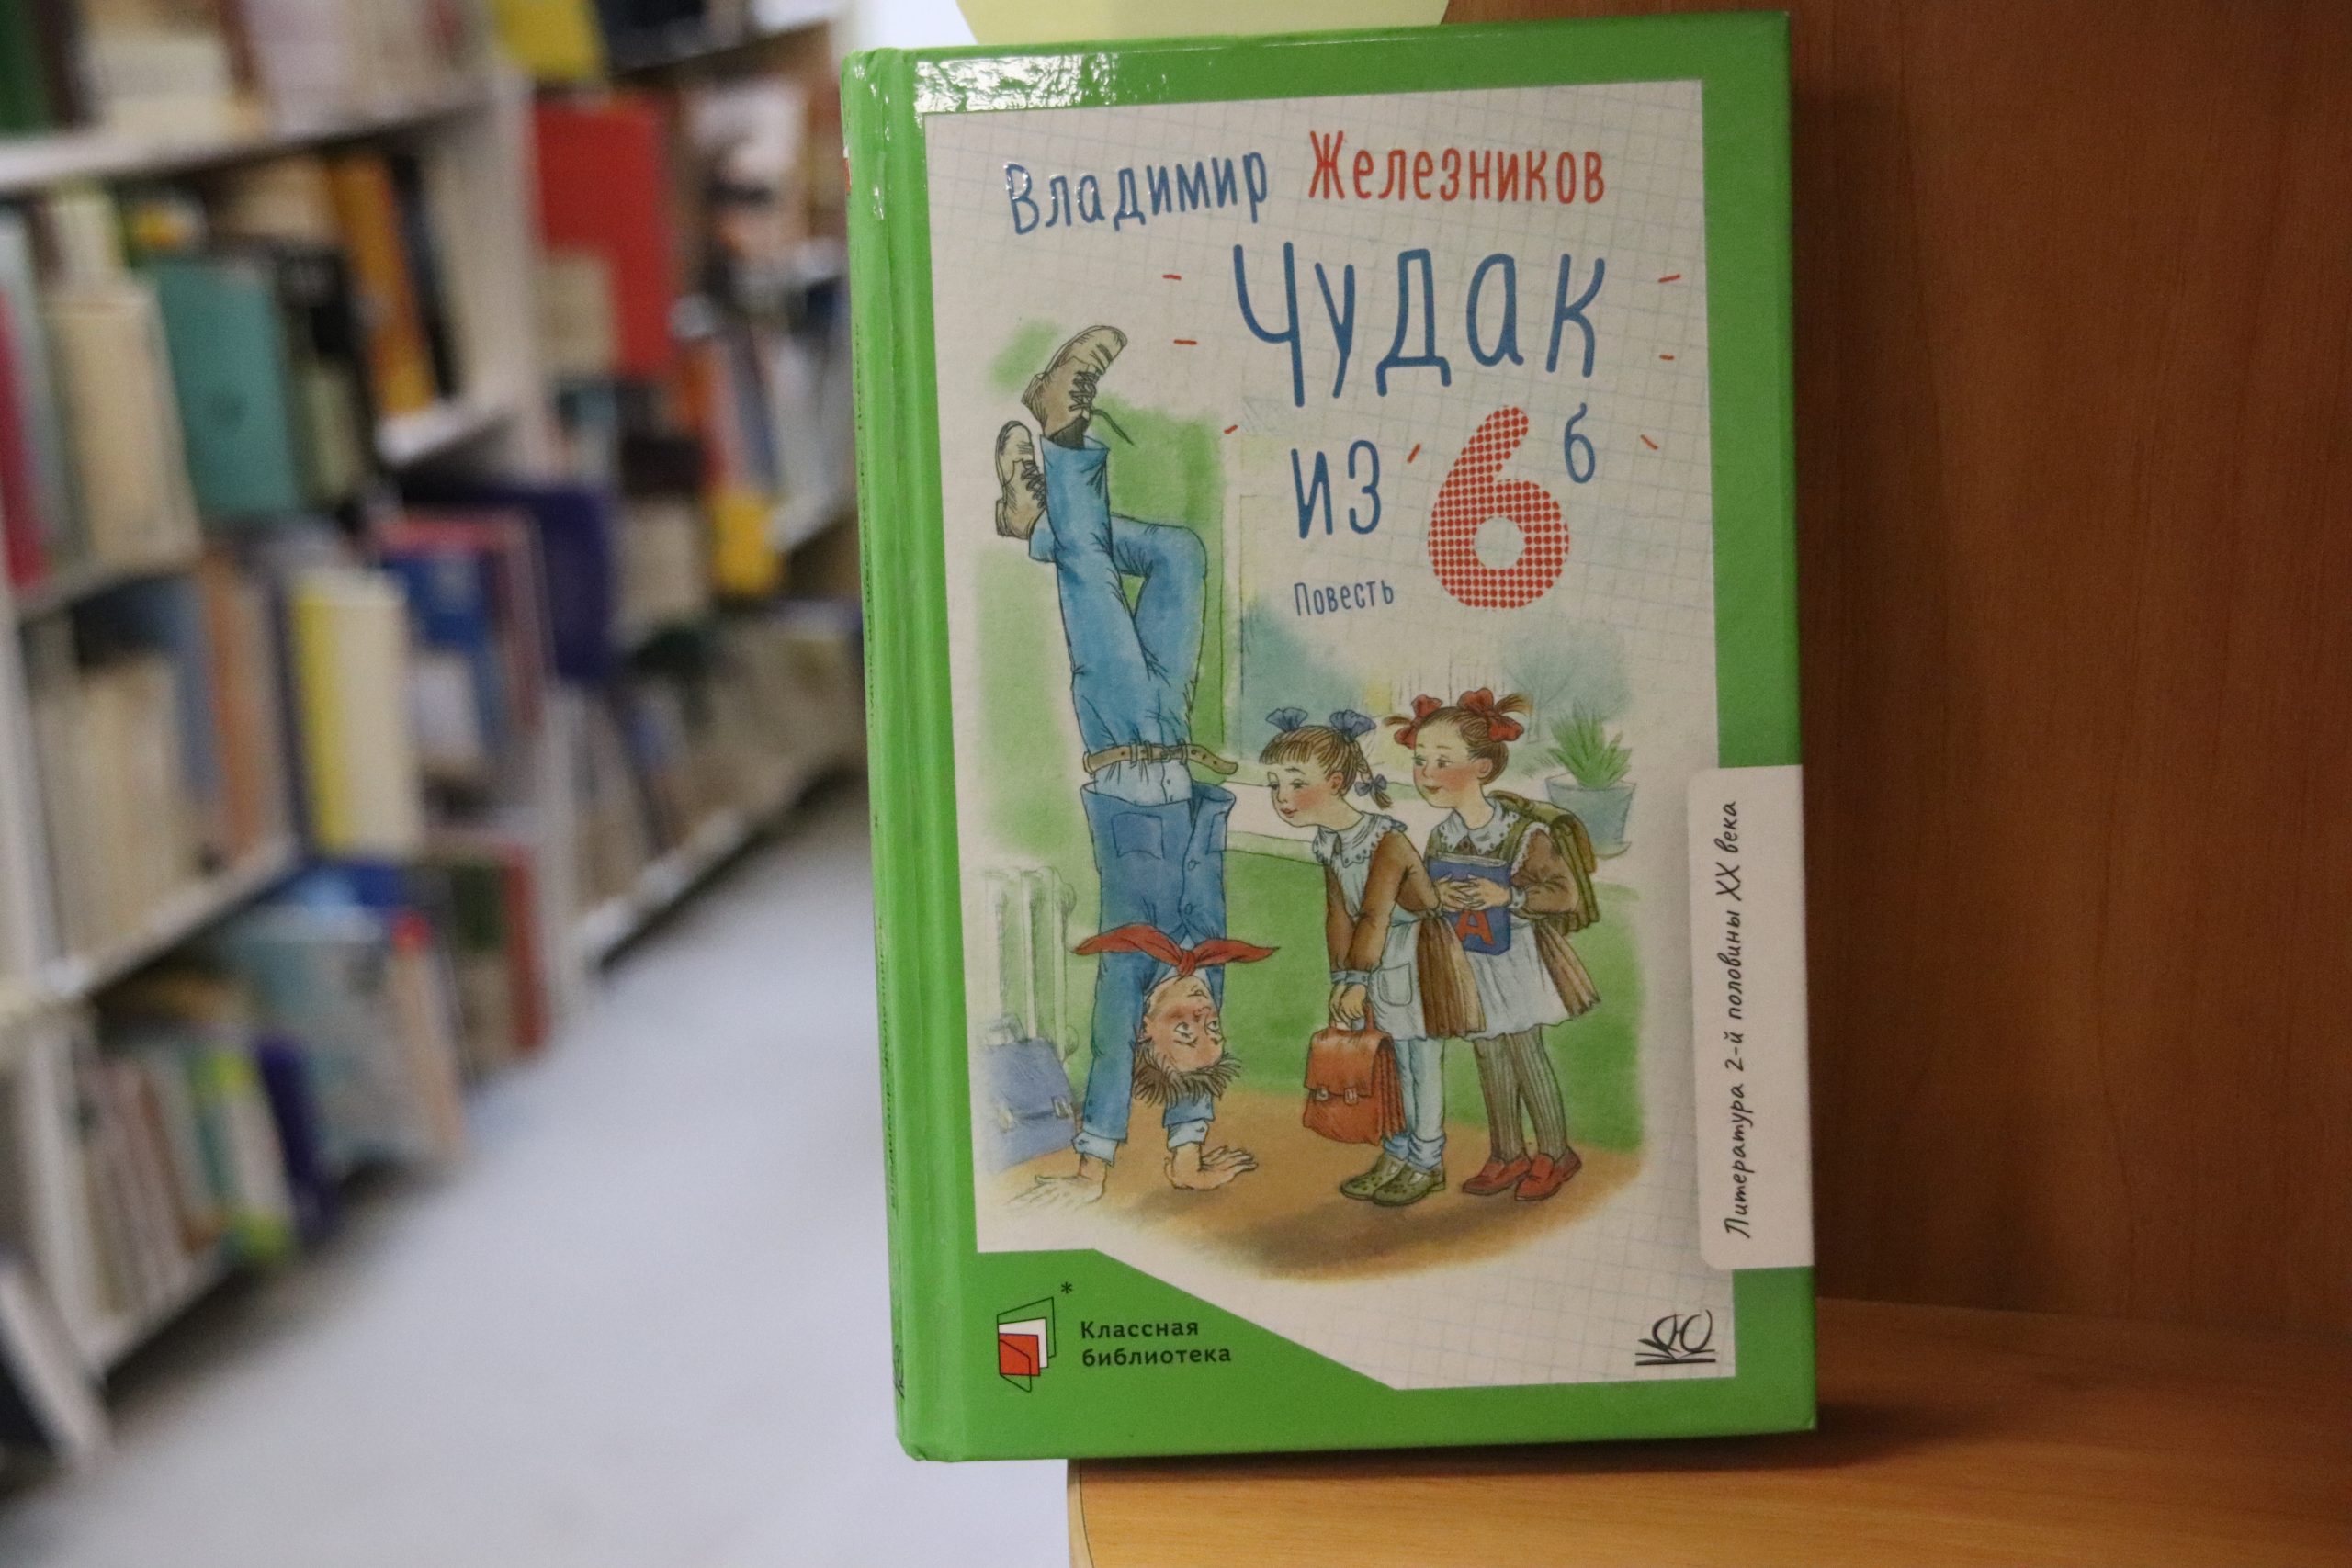 Владимир Железников
Чудак
из 6 б
Повесть
А
Литература 2-й половины XX века
* Классная
библиотека